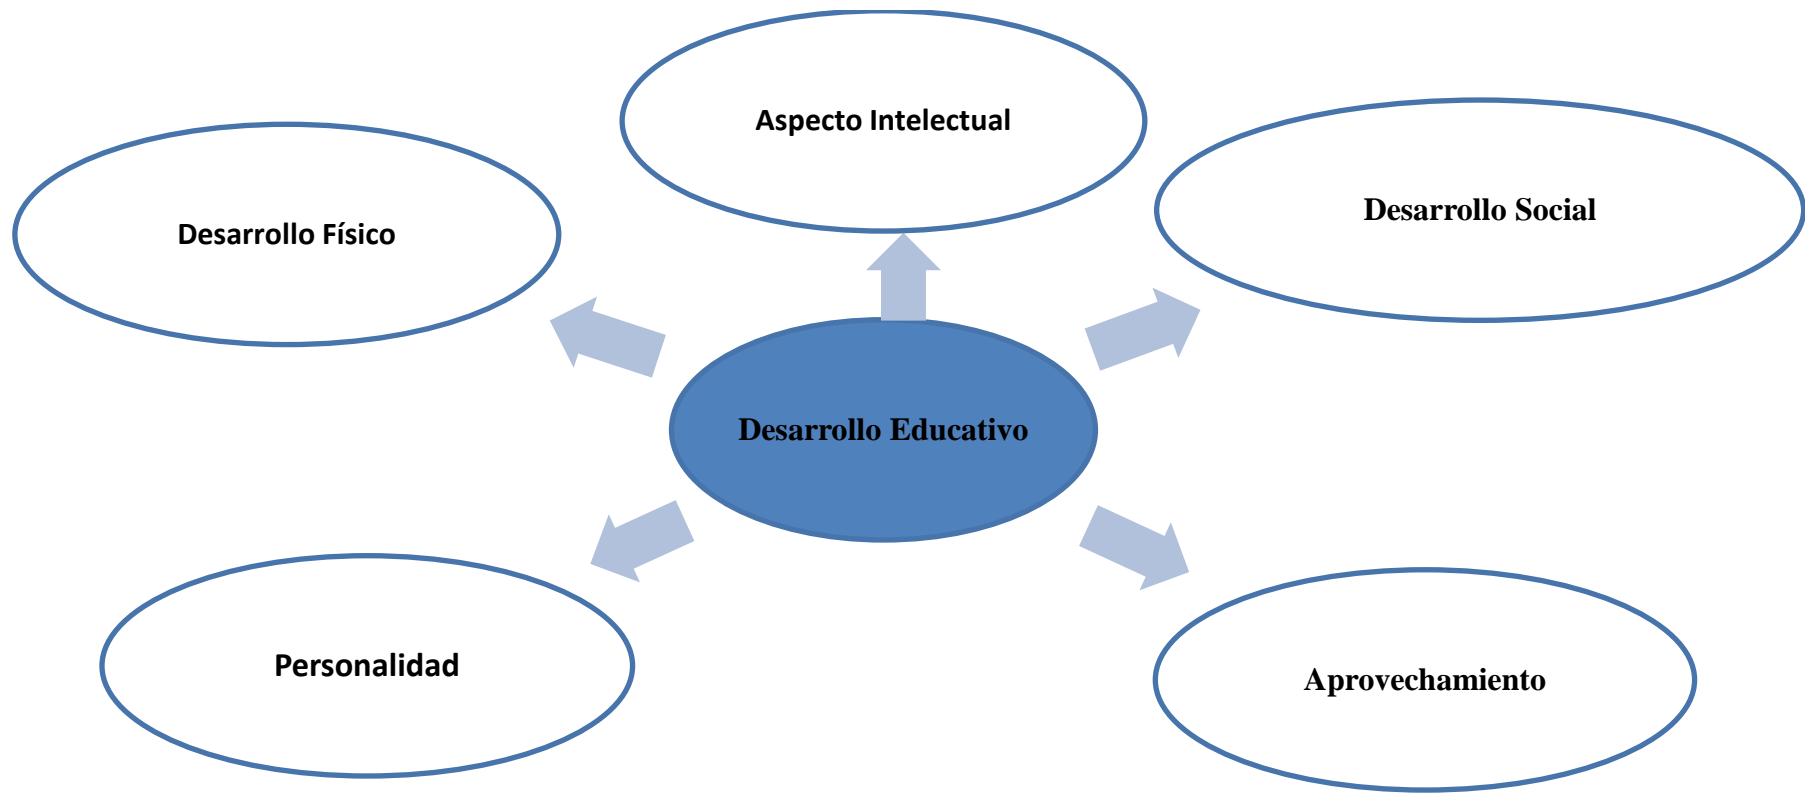 Aspecto Intelectual
Desarrollo Social
Desarrollo Físico
Desarrollo Educativo
Personalidad
Aprovechamiento